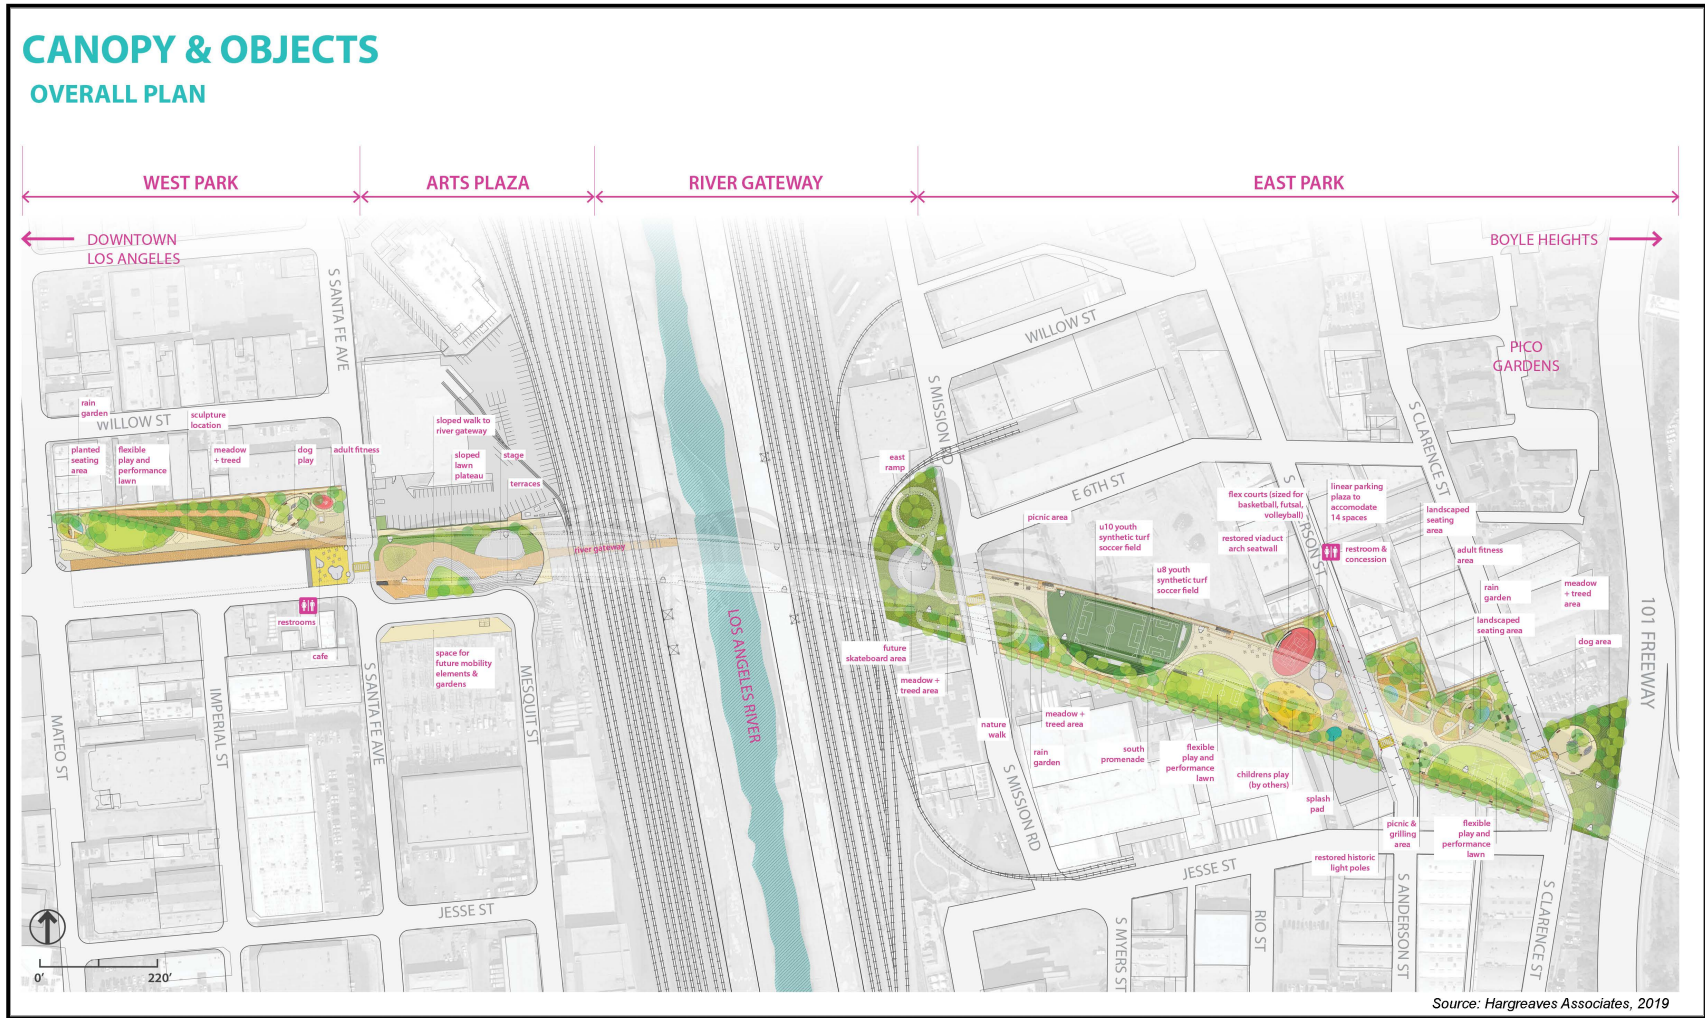 CANOPY & OBJECTS
OVERALL PLAN
WEST PARK
ARTS PLAZA
RIVER GATEWAY
EAST PARK
DOWNTOWN
LOS ANGELES
BOYLE HEIGHTS
S SANTA FE AVE
WILLOW ST
PICO
GARDENS
S MISSION RD
S CLARENCE ST
rain
garden
WILLOW ST
sculpture
location
sloped walk to
river gateway
planted
seating
area
flexible
play and
performance
lawn
meadow
+ treed
dog
play
adult fitness
sloped
lawn
plateau
stage
terraces
east
ramp
E 6TH ST
flex courts (sized for
basketball, futsal,
volleyball)
linear parking
plaza to
accomodate
14 spaces
landscaped
seating
area
picnic area
u10 youth
synthetic turf
soccer field
restored viaduct
arch seatwall
restroom &
concession
adult fitness
area
river gateway
u8 youth
synthetic turf
soccer field
rain
garden
meadow
+ treed
area
101 FREEWAY
restrooms
landscaped
seating area
dog area
cafe
space for
future mobility
elements &
gardens
LOS ANGELES RIVER
future
skateboard area
meadow +
treed area
MATEO ST
IMPERIAL ST
S SANTA FE AVE
MESQUIT ST
nature
walk
meadow +
treed area
rain
garden
south
promenade
flexible
play and
performance
lawn
childrens play
(by others)
splash
pad
S MISSION RD
picnic &
grilling
area
flexible
play and
performance
lawn
restored historic
light poles
JESSE ST
JESSE ST
S MYERS ST
RIO ST
S ANDERSON ST
S CLARENCE ST
0'
220'
Source: Hargreaves Associates, 2019